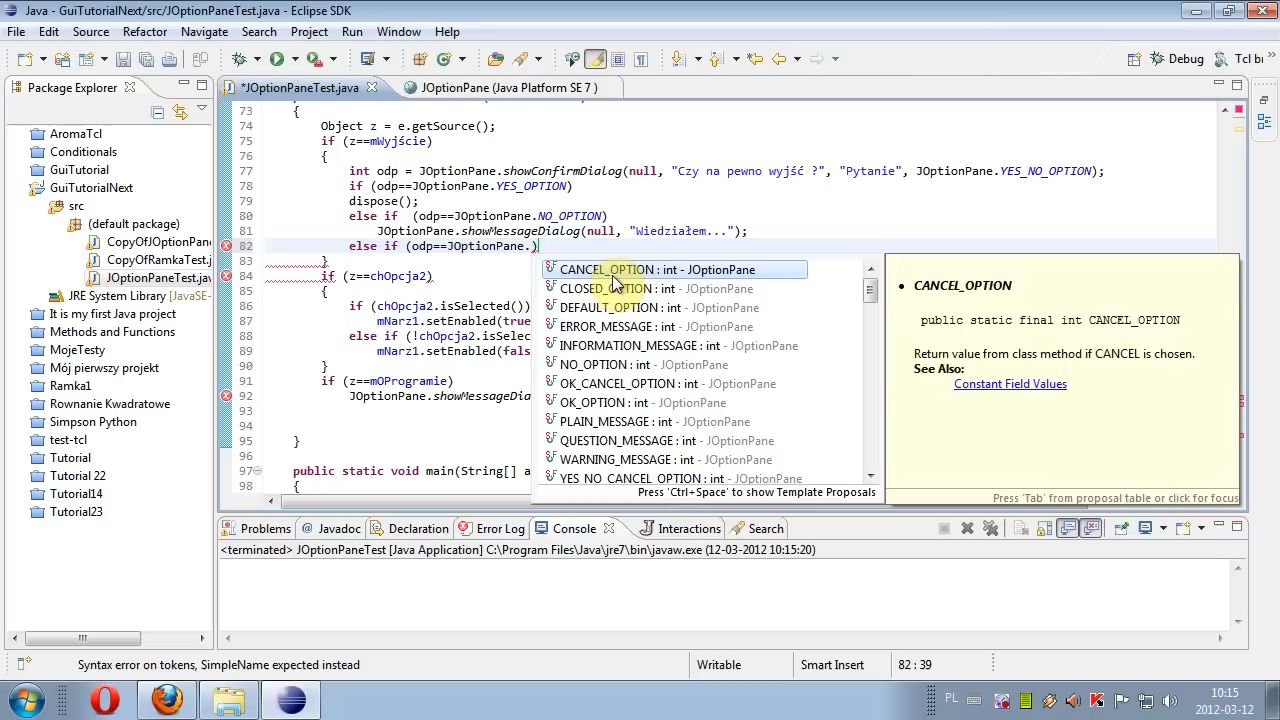 Java - GuiTutorialNext/src/JOptionPaneTest.java - Eclipse SDK
File Edit Source Refactor Navigate Search Project Run Window Help
Debug Tcl
Package Explorer
*JOptionPaneTest.java JOptionPane (Java Platform SE 7 )
AromaTcl
Conditionals
GuiTutorial
GuiTutorialNext
src
(default package)
CopyOfJOptionPan
CopyOfRamkaTest.j
JOptionPaneTest.jav
JRE System Library [JavaSE-
It is my first Java project
Methods and Functions
MojeTesty
Mój pierwszy projekt
Ramka1
Rownanie Kwadratowe
Simpson Python
test-tcl
Tutorial
Tutorial 22
Tutorial14
Tutorial23
73 {
74 Object z = e.getSource();
75 if (z==mWyjście)
76 {
77 int odp = JOptionPane.showConfirmDialog(null, "Czy na pewno wyjść ?", "Pytanie", JOptionPane.YES_NO_OPTION);
78 if (odp==JOptionPane.YES_OPTION)
79 dispose();
80 else if (odp==JOptionPane.NO_OPTION)
81 JOptionPane.showMessageDialog(null, "Wiedziałem...");
82 else if (odp==JOptionPane.)
83 }
84 if (z==chOpcja2)
85 {
86 if (chOpcja2.isSelected())
87 mNarz1.setEnabled(true
88 else if (!chOpcja2.isSelec
89 mNarz1.setEnabled(fals
90 }
91 if (z==mOProgramie)
92 JOptionPane.showMessageDia
93
94
95 }
96
97 public static void main(String[] a
98 {
CANCEL_OPTION : int - JOptionPane
CLOSED_OPTION : int - JOptionPane
DEFAULT_OPTION : int - JOptionPane
ERROR_MESSAGE : int - JOptionPane
INFORMATION_MESSAGE : int - JOptionPane
NO_OPTION : int - JOptionPane
OK_CANCEL_OPTION : int - JOptionPane
OK_OPTION : int - JOptionPane
PLAIN_MESSAGE : int - JOptionPane
QUESTION_MESSAGE : int - JOptionPane
WARNING_MESSAGE : int - JOptionPane
YES_NO_CANCEL_OPTION : int - JOptionPane
Press 'Ctrl+Space' to show Template Proposals
CANCEL_OPTION
public static final int CANCEL_OPTION
Return value from class method if CANCEL is chosen.
See Also:
Constant Field Values
Press 'Tab' from proposal table or click for focus
Problems Javadoc Declaration Error Log Console Interactions Search
<terminated> JOptionPaneTest [Java Application] C:\Program Files\Java\jre7\bin\javaw.exe (12-03-2012 10:15:20)
Syntax error on tokens, SimpleName expected instead Writable Smart Insert 82 : 39
PL 10:15
2012-03-12